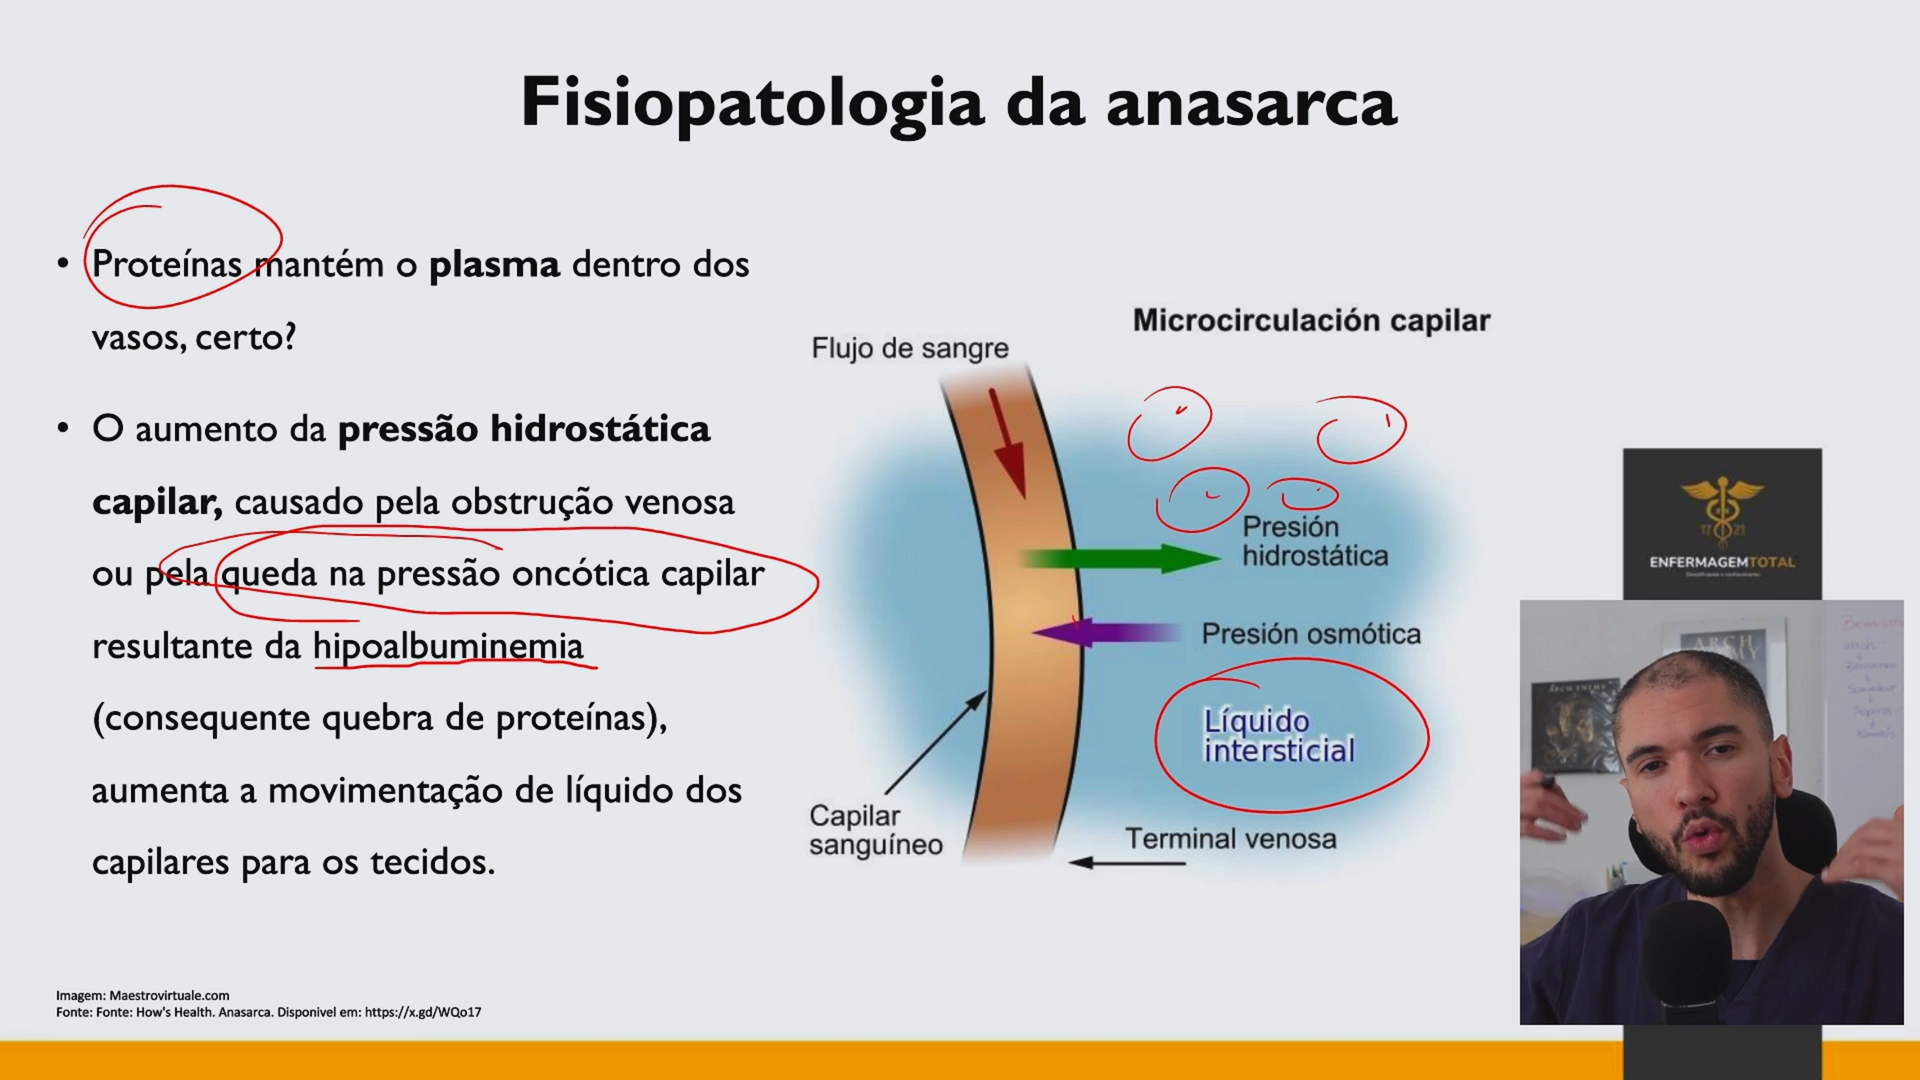 Fisiopatologia da anasarca
• Proteínas mantém o plasma dentro dos
vasos, certo?
• O aumento da pressão hidrostática
capilar, causado pela obstrução venosa
ou pela queda na pressão oncótica capilar
resultante da hipoalbuminemia
(consequente quebra de proteínas),
aumenta a movimentação de líquido dos
capilares para os tecidos.
Microcirculación capilar
Flujo de sangre
Presión
hidrostática
Presión osmótica
Líquido
intersticial
Capilar
sanguíneo
Terminal venosa
17 21
ENFERMAGEMTOTAL
Imagem: Maestrovirtuale.com
Fonte: Fonte: How's Health. Anasarca. Disponivel em: https://x.gd/WQo17